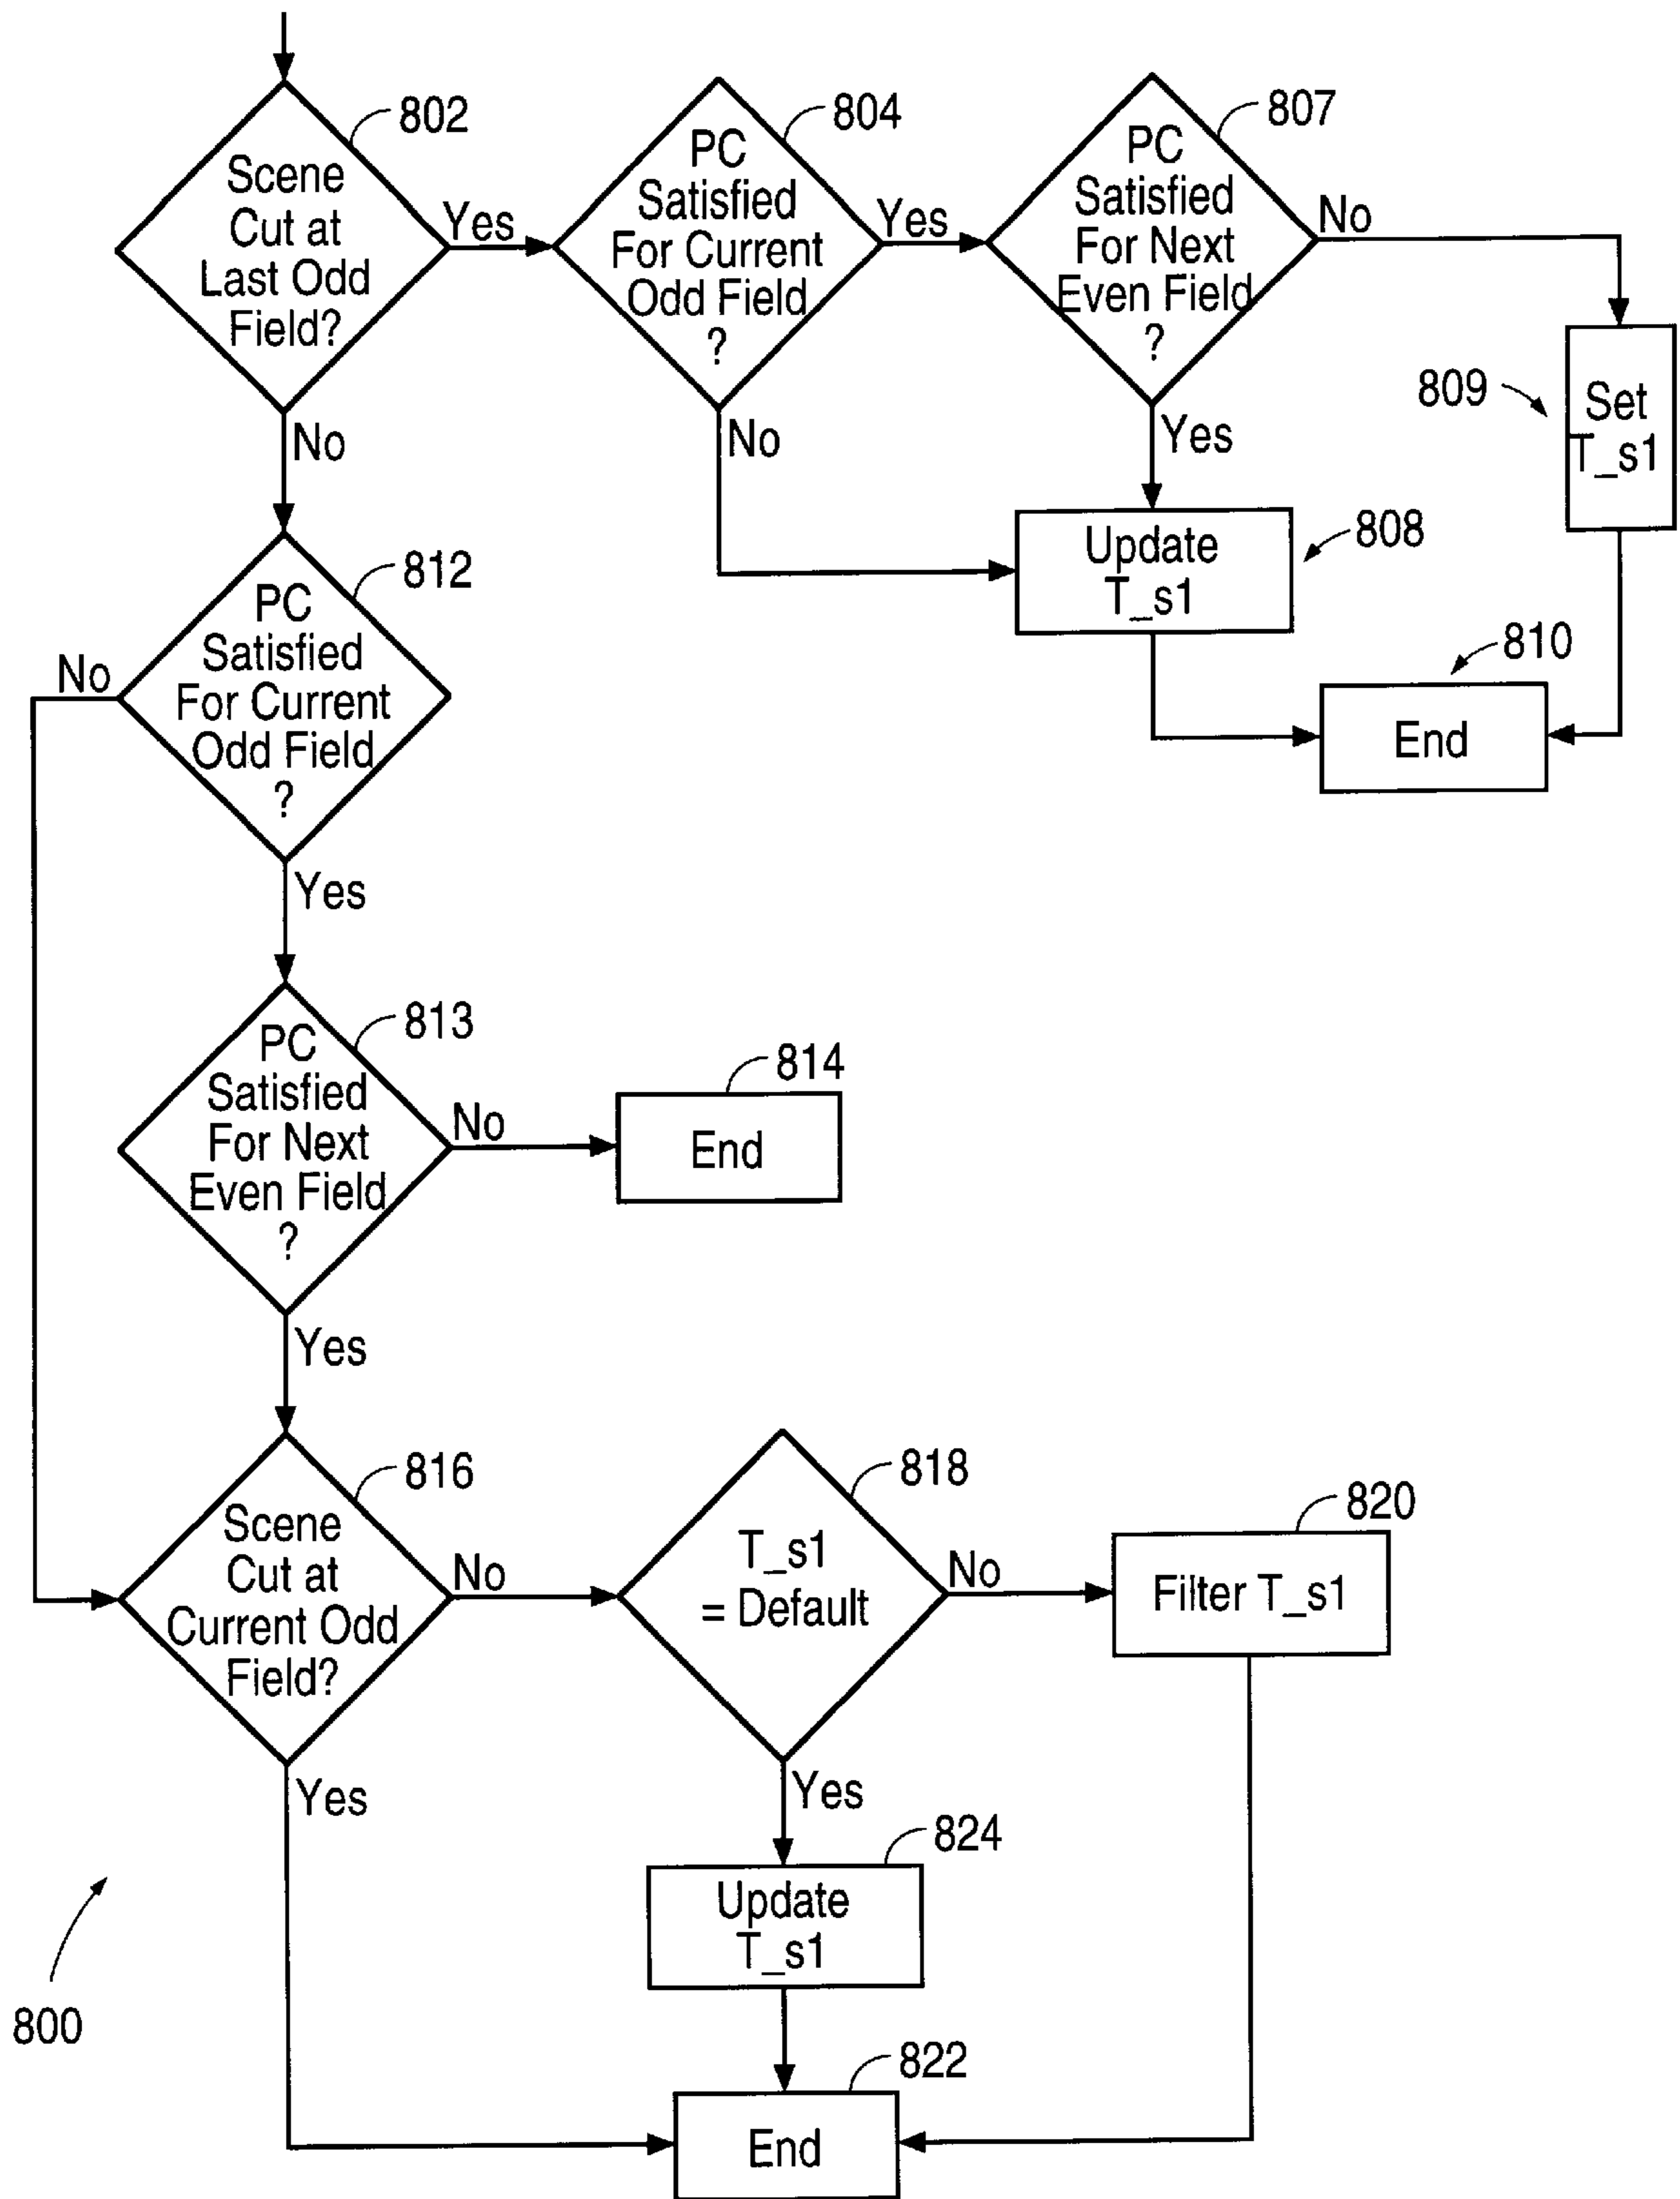 802
Scene
Cut at
Last Odd
Field?
Yes
No
804
PC
Satisfied
For Current
Odd Field
?
Yes
No
807
PC
Satisfied
For Next
Even Field
?
No
Yes
809
Set
T_s1
Update
T_s1
808
810
End
812
PC
Satisfied
For Current
Odd Field
?
No
Yes
813
PC
Satisfied
For Next
Even Field
?
No
Yes
814
End
816
Scene
Cut at
Current Odd
Field?
No
Yes
818
T_s1
= Default
No
Yes
820
Filter T_s1
824
Update
T_s1
822
End
800